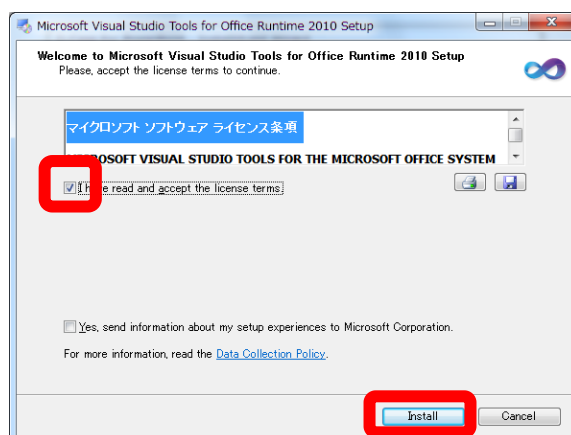 Microsoft Visual Studio Tools for Office Runtime 2010 Setup
Welcome to Microsoft Visual Studio Tools for Office Runtime 2010 Setup
Please, accept the license terms to continue.
マイクロソフト ソフトウェア ライセンス条項
MICROSOFT VISUAL STUDIO TOOLS FOR THE MICROSOFT OFFICE SYSTEM
I have read and accept the license terms.
Yes, send information about my setup experiences to Microsoft Corporation.
For more information, read the Data Collection Policy.
Install Cancel